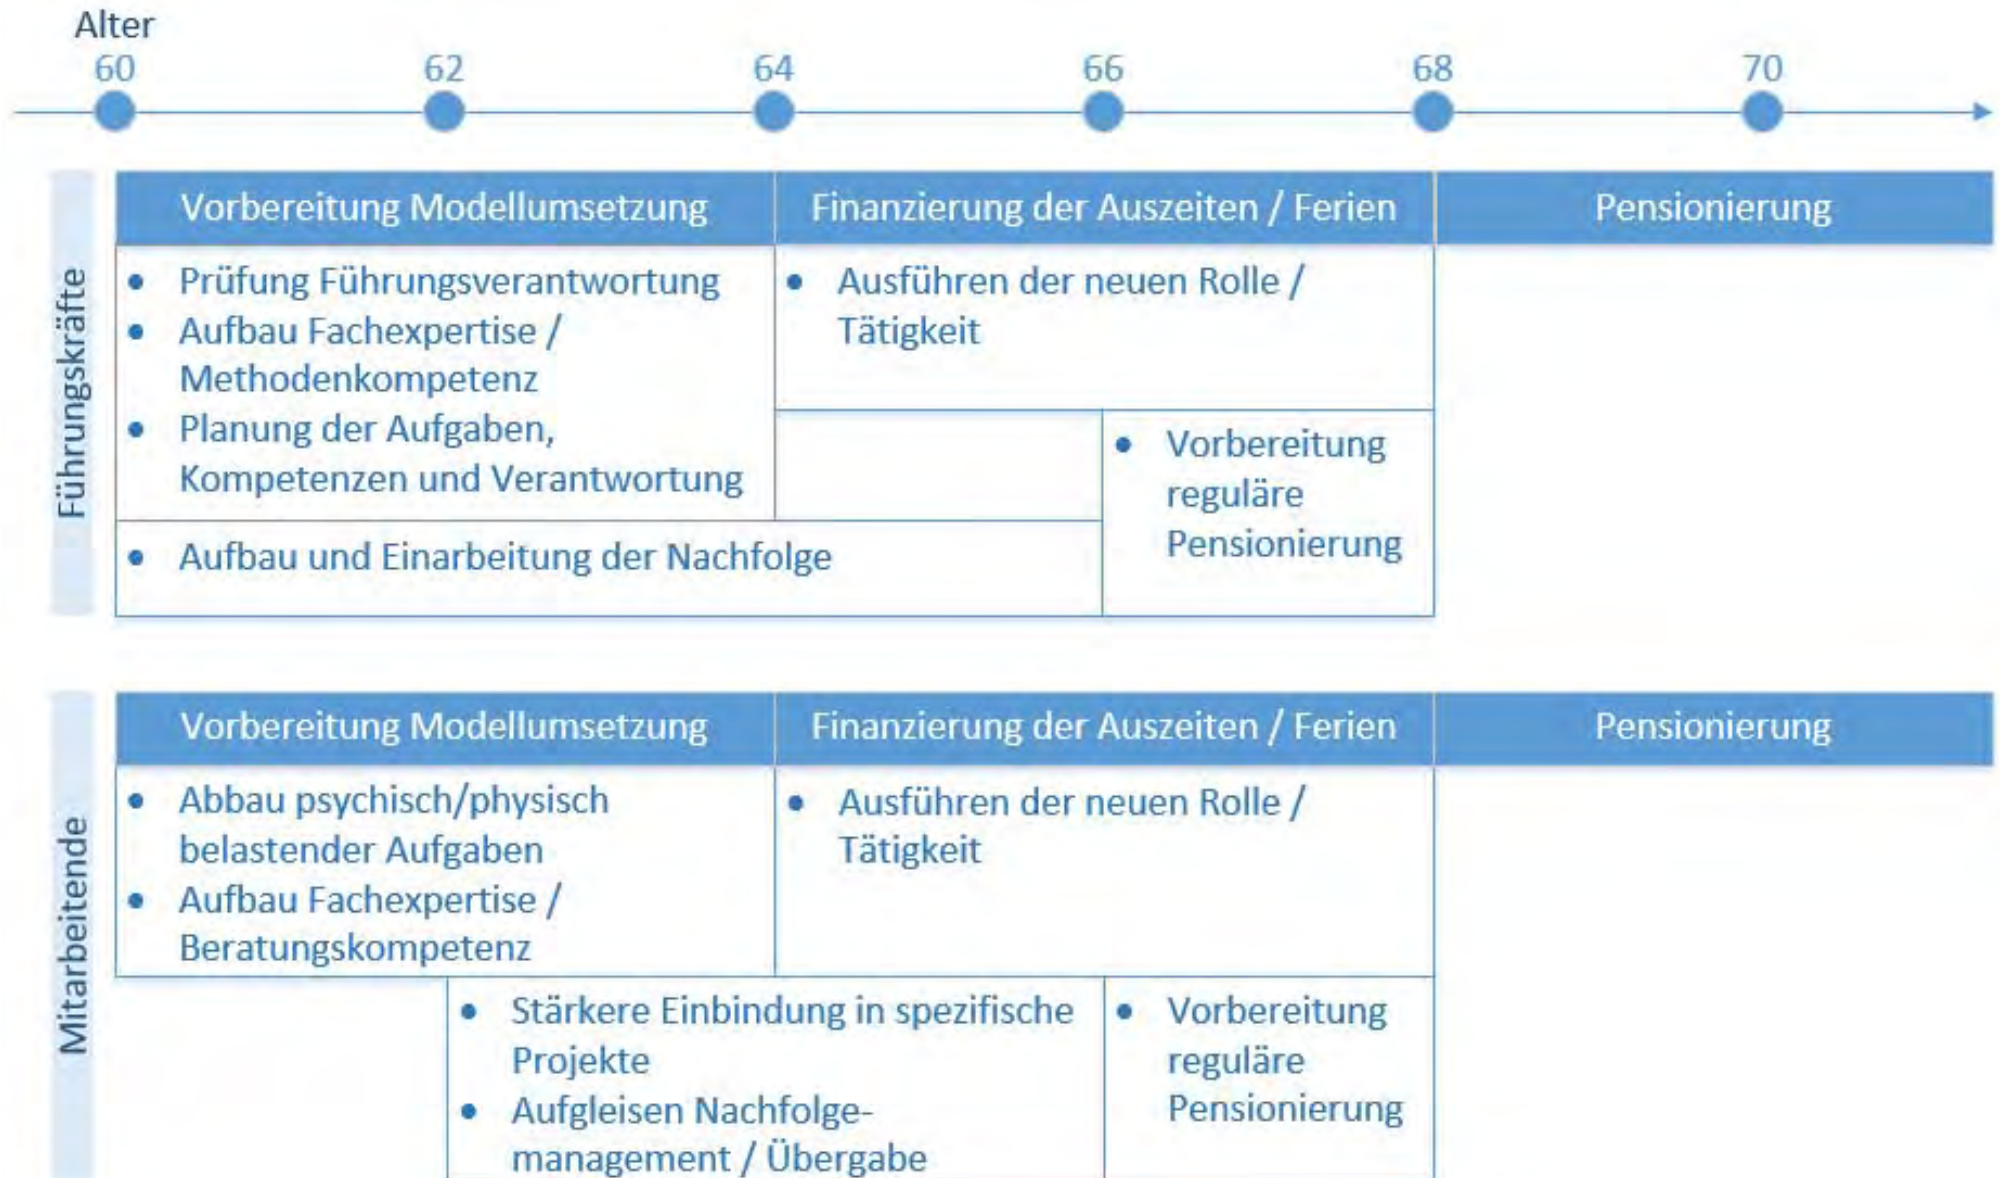 Alter
60 62 64 66 68 70
Führungskräfte
Vorbereitung Modellumsetzung
Finanzierung der Auszeiten / Ferien
Pensionierung
• Prüfung Führungsverantwortung
• Aufbau Fachexpertise /
Methodenkompetenz
• Planung der Aufgaben,
Kompetenzen und Verantwortung
• Ausführen der neuen Rolle /
Tätigkeit
• Vorbereitung
reguläre
Pensionierung
• Aufbau und Einarbeitung der Nachfolge
Mitarbeitende
Vorbereitung Modellumsetzung
Finanzierung der Auszeiten / Ferien
Pensionierung
• Abbau psychisch/physisch
belastender Aufgaben
• Aufbau Fachexpertise /
Beratungskompetenz
• Ausführen der neuen Rolle /
Tätigkeit
• Stärkere Einbindung in spezifische
Projekte
• Aufgleisen Nachfolge-
management / Übergabe
• Vorbereitung
reguläre
Pensionierung